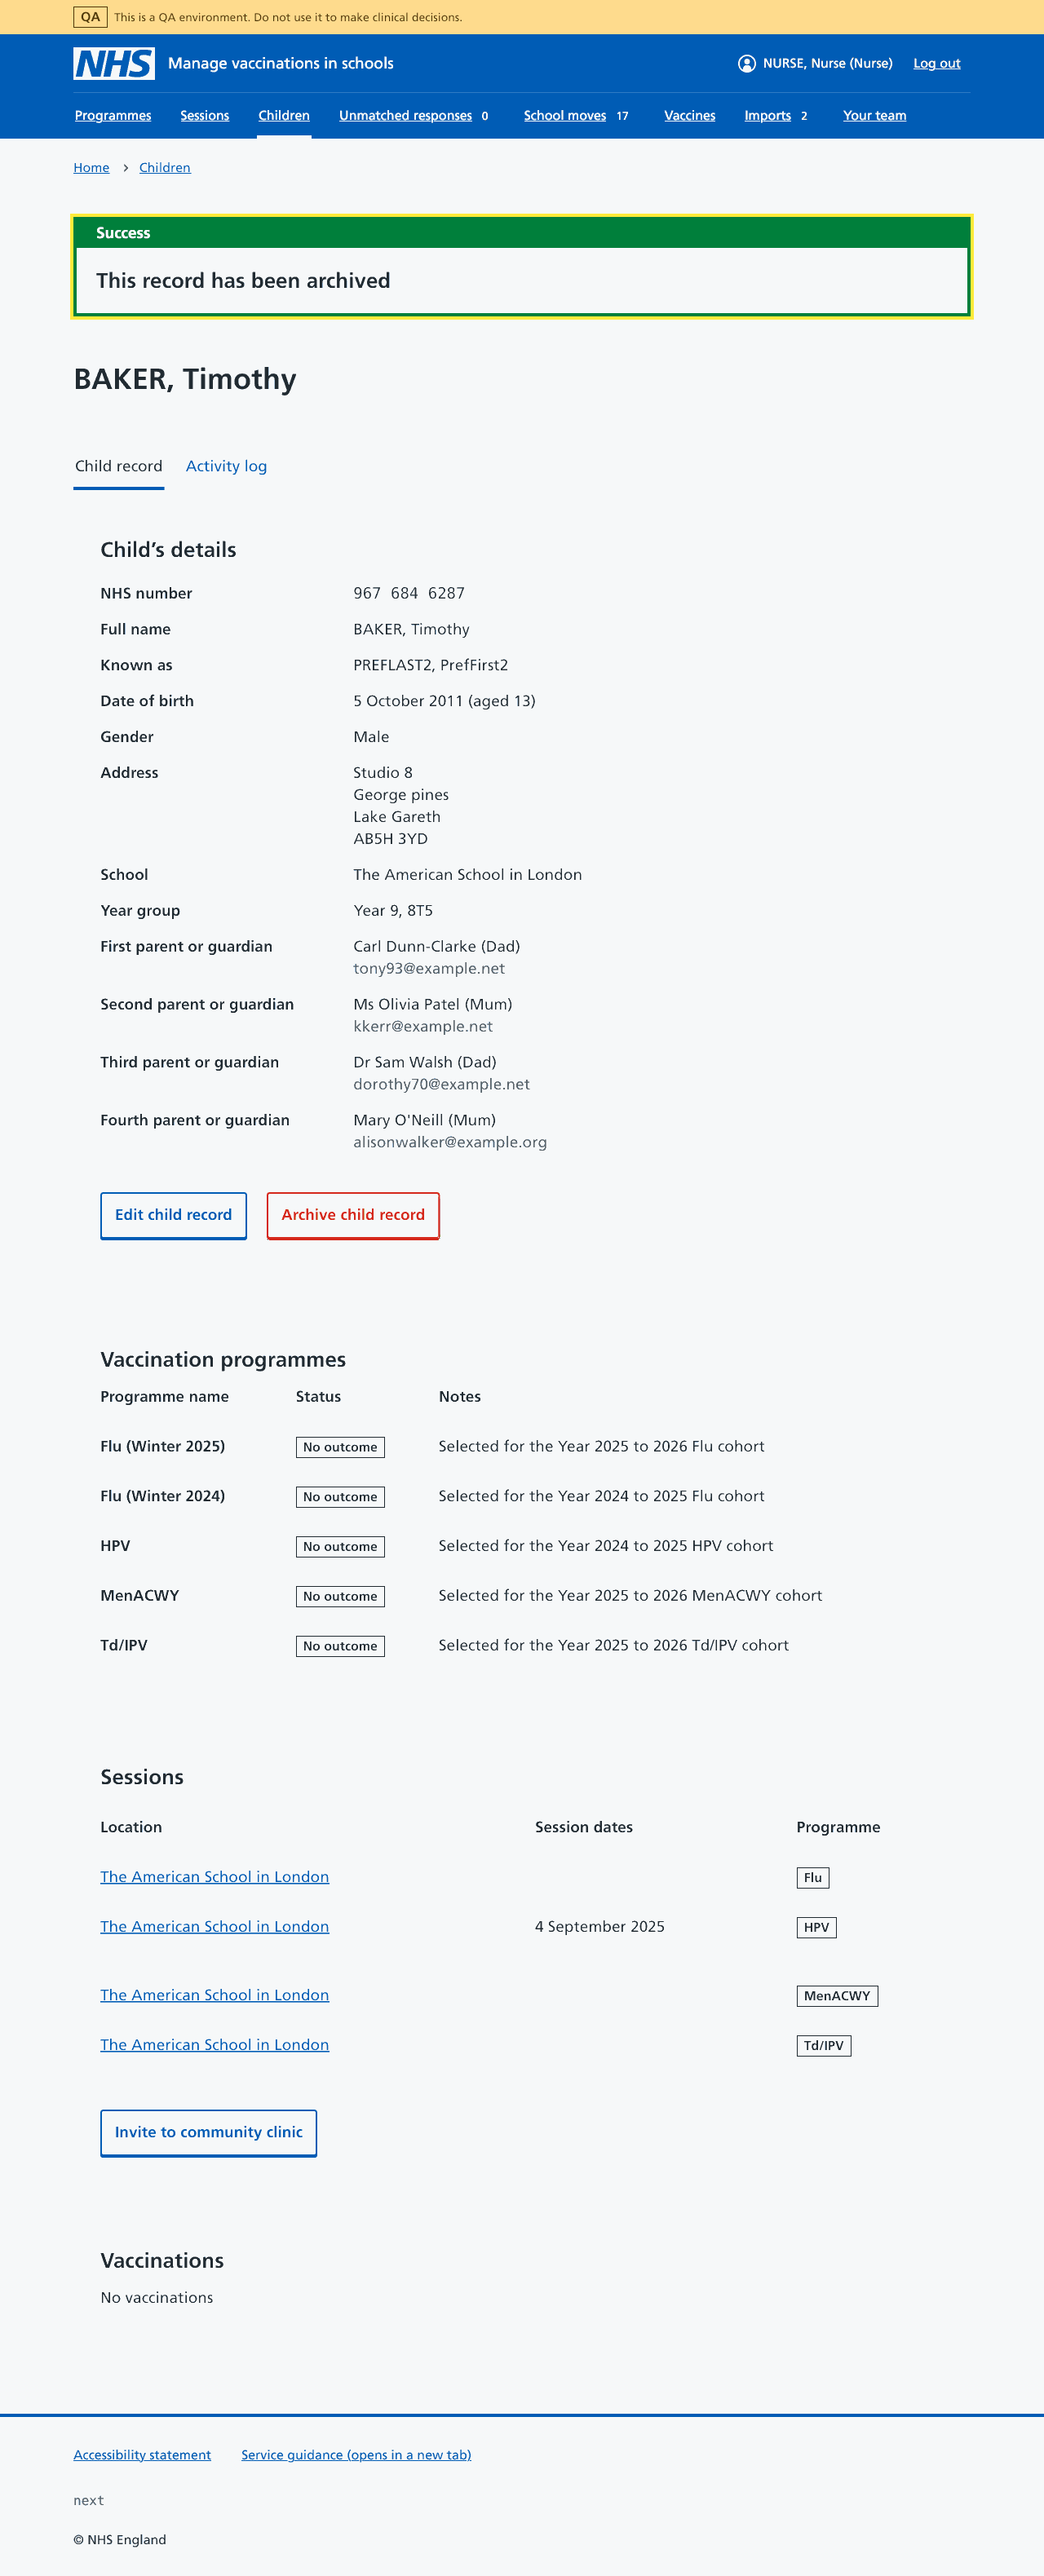 QA This is a QA environment. Do not use it to make clinical decisions.
NHS Manage vaccinations in schools NURSE, Nurse (Nurse) Log out
Programmes Sessions Children Unmatched responses 0 School moves 17 Vaccines Imports 2 Your team
Home › Children
Success
This record has been archived
BAKER, Timothy
Child record Activity log
Child’s details
NHS number 967 684 6287
Full name BAKER, Timothy
Known as PREFLAST2, PrefFirst2
Date of birth 5 October 2011 (aged 13)
Gender Male
Address Studio 8
George pines
Lake Gareth
AB5H 3YD
School The American School in London
Year group Year 9, 8T5
First parent or guardian Carl Dunn-Clarke (Dad)
tony93@example.net
Second parent or guardian Ms Olivia Patel (Mum)
kkerr@example.net
Third parent or guardian Dr Sam Walsh (Dad)
dorothy70@example.net
Fourth parent or guardian Mary O'Neill (Mum)
alisonwalker@example.org
Edit child record Archive child record
Vaccination programmes
Programme name Status Notes
Flu (Winter 2025) No outcome Selected for the Year 2025 to 2026 Flu cohort
Flu (Winter 2024) No outcome Selected for the Year 2024 to 2025 Flu cohort
HPV No outcome Selected for the Year 2024 to 2025 HPV cohort
MenACWY No outcome Selected for the Year 2025 to 2026 MenACWY cohort
Td/IPV No outcome Selected for the Year 2025 to 2026 Td/IPV cohort
Sessions
Location Session dates Programme
The American School in London Flu
The American School in London 4 September 2025 HPV
The American School in London MenACWY
The American School in London Td/IPV
Invite to community clinic
Vaccinations
No vaccinations
Accessibility statement Service guidance (opens in a new tab)
next
© NHS England